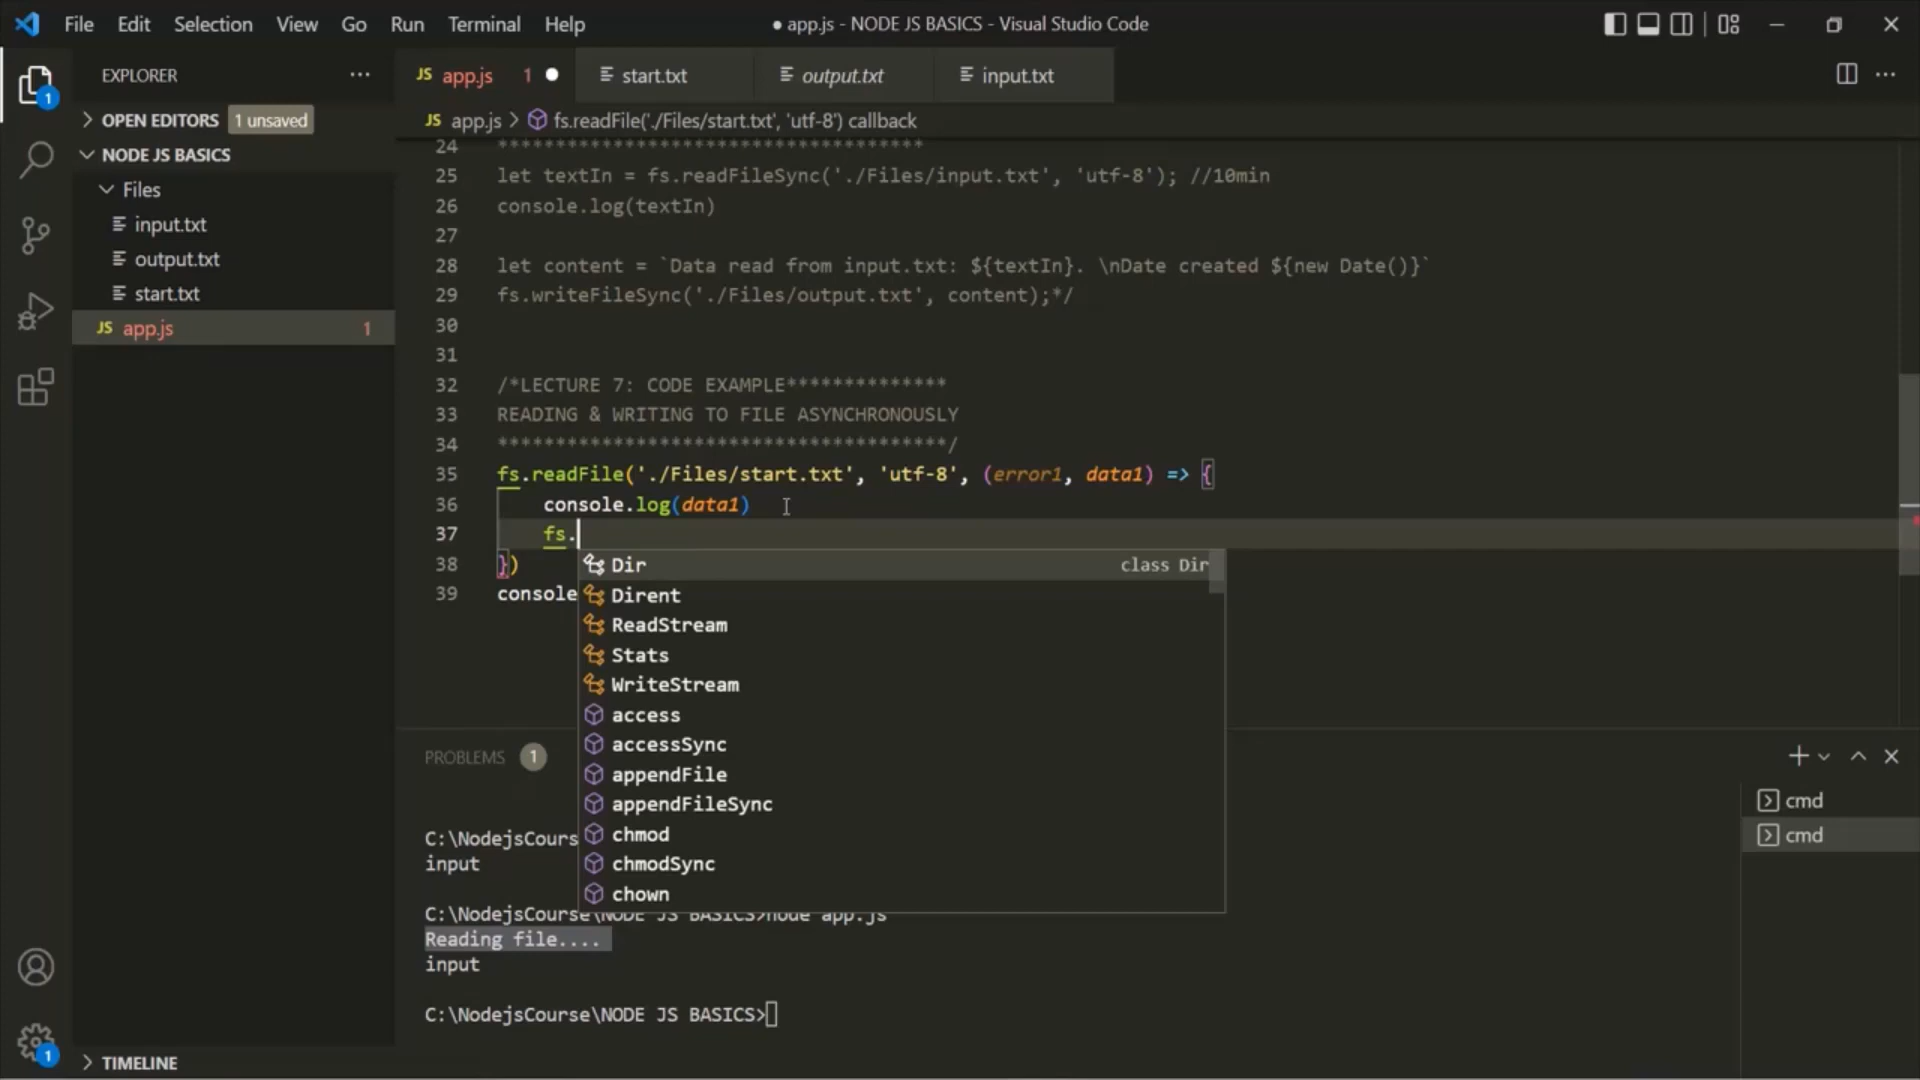 File Edit Selection View Go Run Terminal Help
● app.js - NODE JS BASICS - Visual Studio Code
EXPLORER
OPEN EDITORS 1 unsaved
NODE JS BASICS
Files
input.txt
output.txt
start.txt
JS app.js 1
TIMELINE
1
1
JS app.js 1 start.txt output.txt input.txt
JS app.js > fs.readFile('./Files/start.txt', 'utf-8') callback
24 *************************************
25 let textIn = fs.readFileSync('./Files/input.txt', 'utf-8'); //10min
26 console.log(textIn)
27
28 let content = `Data read from input.txt: ${textIn}. \nDate created ${new Date()}`
29 fs.writeFileSync('./Files/output.txt', content);*/
30
31
32 /*LECTURE 7: CODE EXAMPLE**************
33 READING & WRITING TO FILE ASYNCHRONOUSLY
34 ***************************************/
35 fs.readFile('./Files/start.txt', 'utf-8', (error1, data1) => {
36 console.log(data1)
37 fs.
38 })
39 console
Dir class Dir
Dirent
ReadStream
Stats
WriteStream
access
accessSync
appendFile
appendFileSync
chmod
chmodSync
chown
PROBLEMS 1
C:\NodejsCours
input
C:\NodejsCourse\NODE JS BASICS>node app.js
Reading file....
input
C:\NodejsCourse\NODE JS BASICS>
cmd
cmd